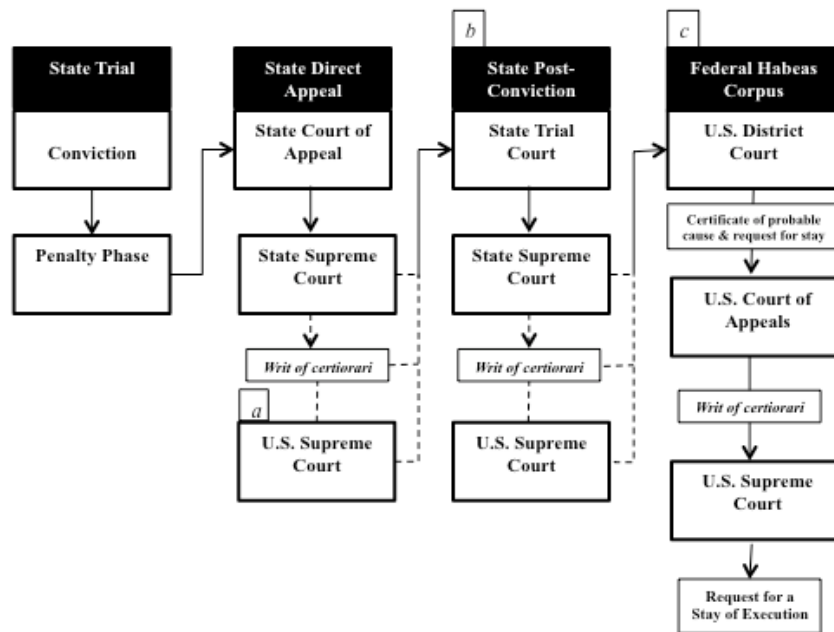 b
c
State Trial
State Direct
Appeal
State Post-
Conviction
Federal Habeas
Corpus
Conviction
State Court of
Appeal
State Trial
Court
U.S. District
Court
Certificate of probable
cause & request for stay
Penalty Phase
State Supreme
Court
State Supreme
Court
U.S. Court of
Appeals
Writ of certiorari
Writ of certiorari
Writ of certiorari
a
U.S. Supreme
Court
U.S. Supreme
Court
U.S. Supreme
Court
Request for a
Stay of Execution